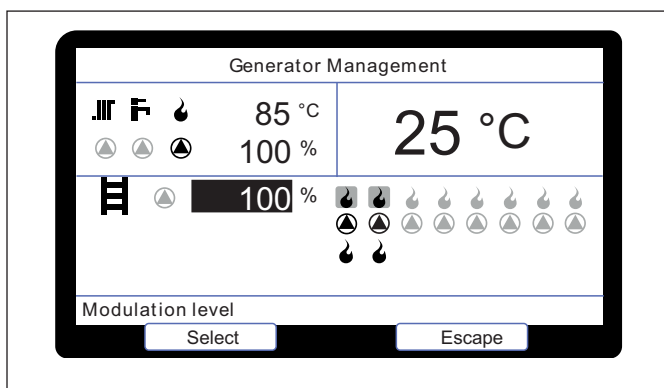 Generator Management
85 °C
100 %
25 °C
100 %
Modulation level
Select
Escape